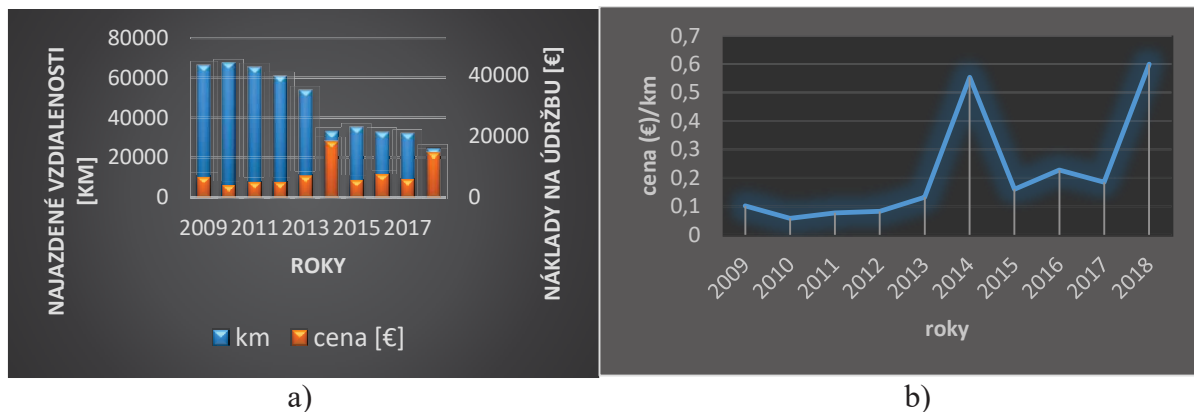 NAJAZDENÉ VZDIALENOSTI
[KM]
80000
60000
40000
20000
0
40000
20000
0
NÁKLADY NA ÚDRŽBU [€]
2009 2011 2013 2015 2017
ROKY
km cena [€]
a)
cena (€)/km
0,7
0,6
0,5
0,4
0,3
0,2
0,1
0
2009 2010 2011 2012 2013 2014 2015 2016 2017 2018
roky
b)